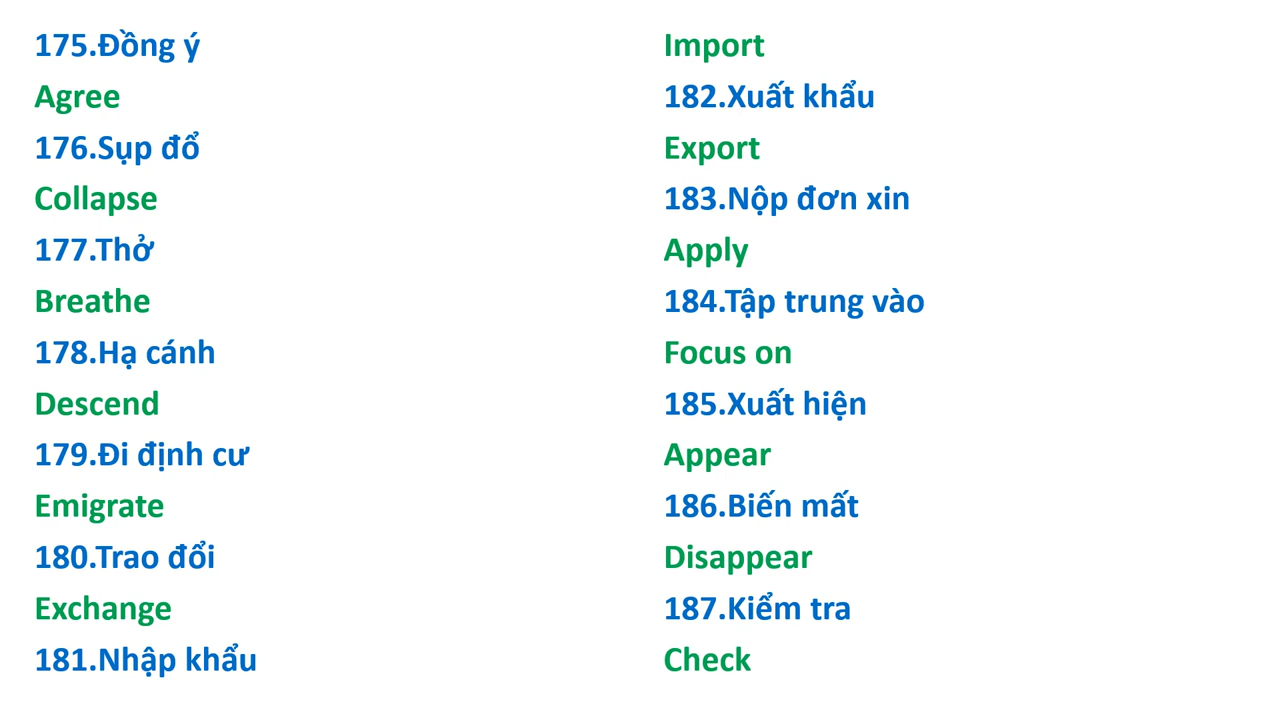 175.Đồng ý
Agree
176.Sụp đổ
Collapse
177.Thở
Breathe
178.Hạ cánh
Descend
179.Đi định cư
Emigrate
180.Trao đổi
Exchange
181.Nhập khẩu
Import
182.Xuất khẩu
Export
183.Nộp đơn xin
Apply
184.Tập trung vào
Focus on
185.Xuất hiện
Appear
186.Biến mất
Disappear
187.Kiểm tra
Check